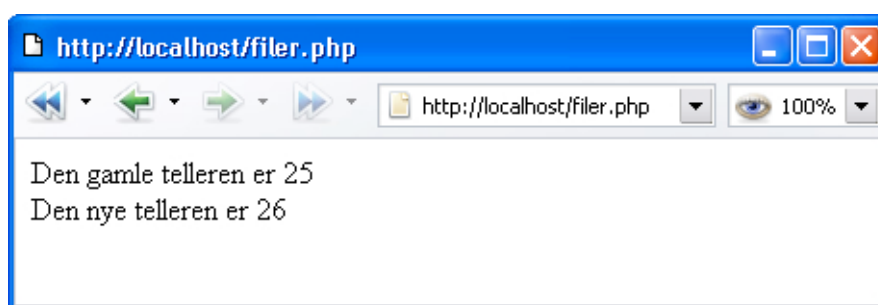 http://localhost/filer.php
http://localhost/filer.php 100%
Den gamle telleren er 25
Den nye telleren er 26